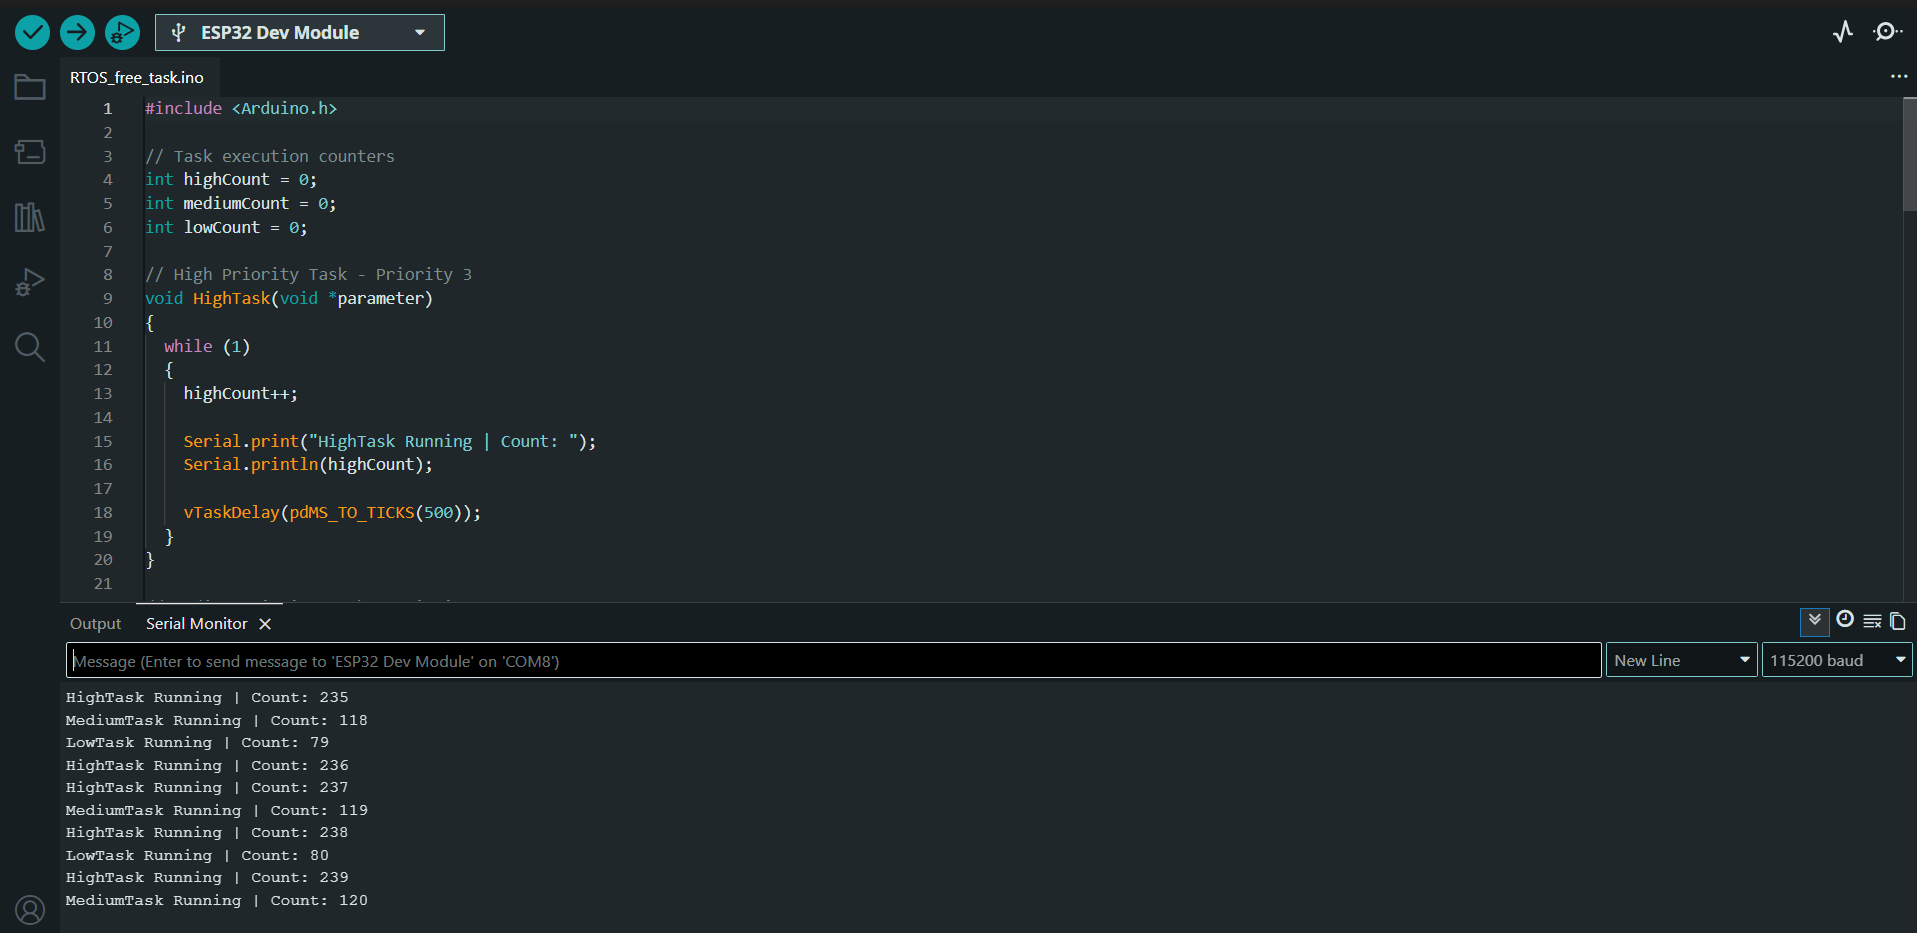 ESP32 Dev Module
RTOS_free_task.ino
1 #include <Arduino.h>
2
3 // Task execution counters
4 int highCount = 0;
5 int mediumCount = 0;
6 int lowCount = 0;
7
8 // High Priority Task - Priority 3
9 void HighTask(void *parameter)
10 {
11 while (1)
12 {
13 highCount++;
14
15 Serial.print("HighTask Running | Count: ");
16 Serial.println(highCount);
17
18 vTaskDelay(pdMS_TO_TICKS(500));
19 }
20 }
21
Output Serial Monitor
Message (Enter to send message to 'ESP32 Dev Module' on 'COM8') New Line 115200 baud
HighTask Running | Count: 235
MediumTask Running | Count: 118
LowTask Running | Count: 79
HighTask Running | Count: 236
HighTask Running | Count: 237
MediumTask Running | Count: 119
HighTask Running | Count: 238
LowTask Running | Count: 80
HighTask Running | Count: 239
MediumTask Running | Count: 120